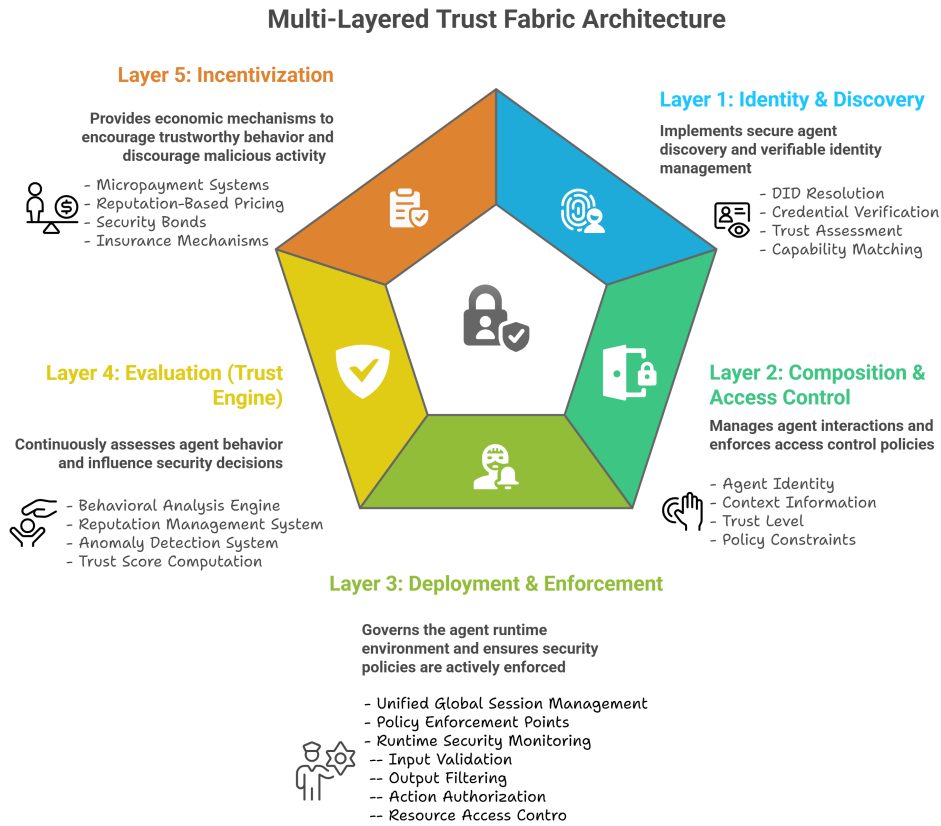 Multi-Layered Trust Fabric Architecture
Layer 1: Identity & Discovery
Implements secure agent
discovery and verifiable identity
management
- DID Resolution
- Credential Verification
- Trust Assessment
- Capability Matching
Layer 2: Composition &
Access Control
Manages agent interactions and
enforces access control policies
- Agent Identity
- Context Information
- Trust Level
- Policy Constraints
Layer 3: Deployment & Enforcement
Governs the agent runtime
environment and ensures security
policies are actively enforced
- Unified Global Session Management
- Policy Enforcement Points
- Runtime Security Monitoring
-- Input Validation
-- Output Filtering
-- Action Authorization
-- Resource Access Contro
Layer 4: Evaluation (Trust
Engine)
Continuously assesses agent behavior
and influence security decisions
- Behavioral Analysis Engine
- Reputation Management System
- Anomaly Detection System
- Trust Score Computation
Layer 5: Incentivization
Provides economic mechanisms to
encourage trustworthy behavior and
discourage malicious activity
- Micropayment Systems
- Reputation-Based Pricing
- Security Bonds
- Insurance Mechanisms